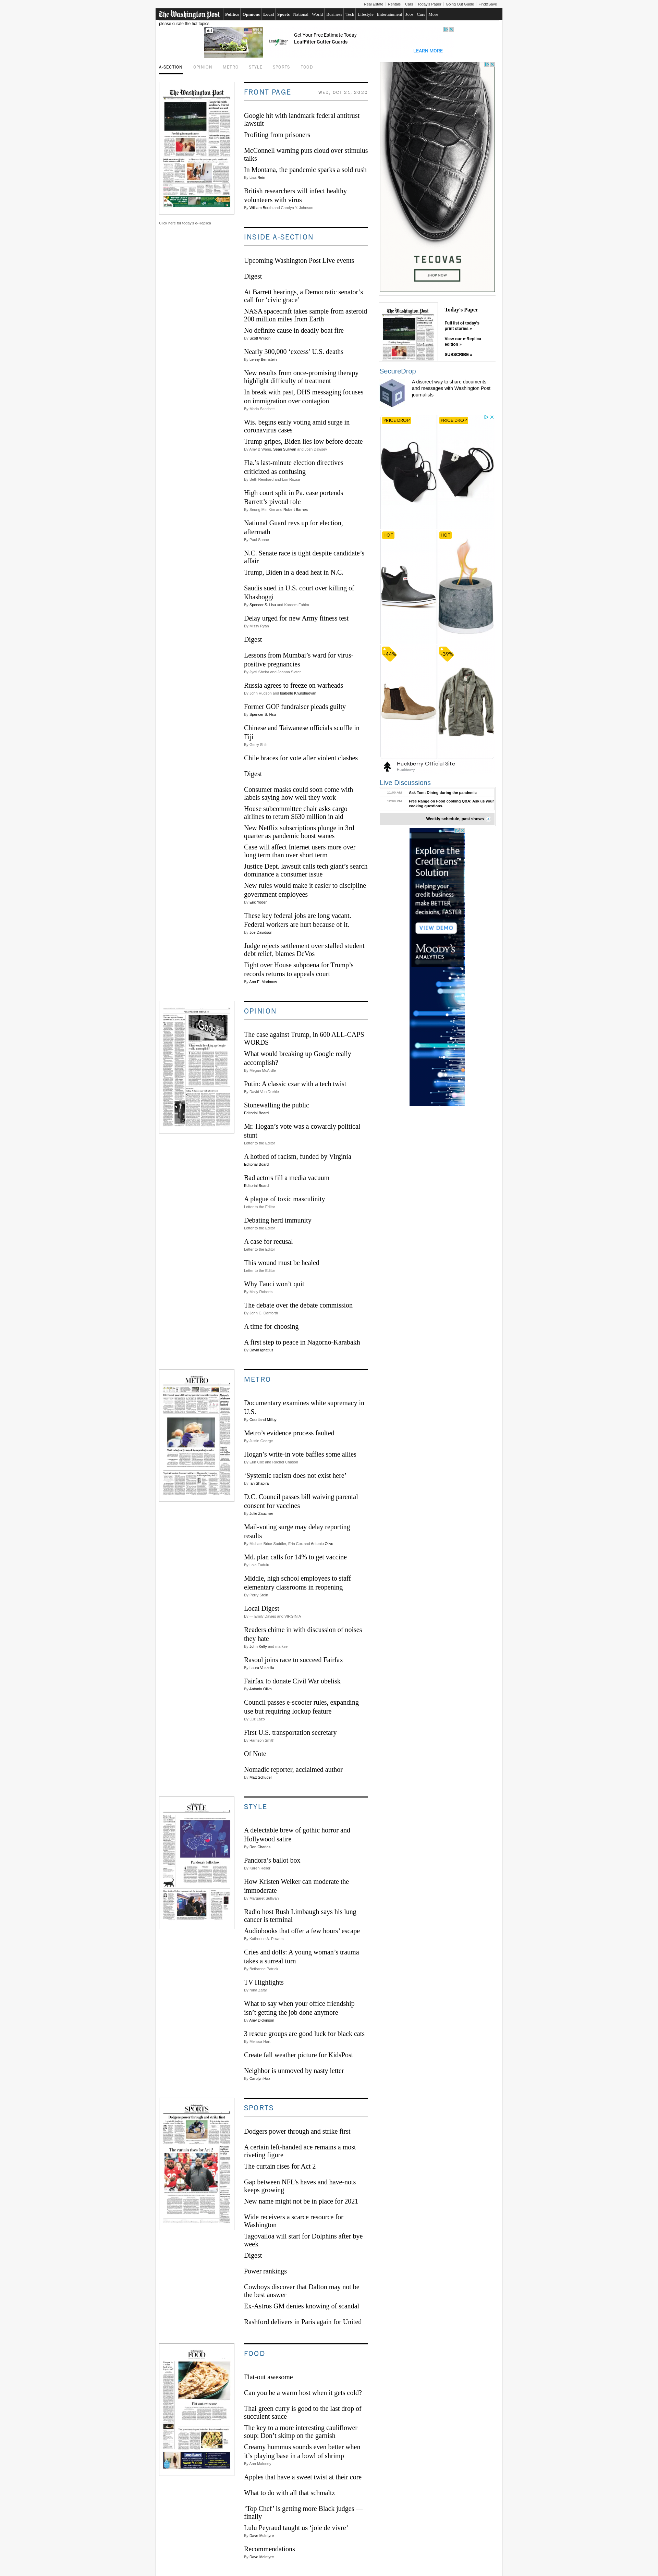 Real Estate Rentals Cars Today's Paper Going Out Guide Find&Save
The Washington Post Politics Opinions Local Sports National World Business Tech Lifestyle Entertainment Jobs Cars More
please curate the hot topics
Ad
LeafFilter
Get Your Free Estimate Today
LeafFilter Gutter Guards
LEARN MORE
A-SECTION OPINION METRO STYLE SPORTS FOOD
Click here for today's e-Replica
FRONT PAGE WED, OCT 21, 2020
Google hit with landmark federal antitrust
lawsuit
Profiting from prisoners
McConnell warning puts cloud over stimulus
talks
In Montana, the pandemic sparks a sold rush
By Lisa Rein
British researchers will infect healthy
volunteers with virus
By William Booth and Carolyn Y. Johnson
INSIDE A-SECTION
Upcoming Washington Post Live events
Digest
At Barrett hearings, a Democratic senator's
call for 'civic grace'
NASA spacecraft takes sample from asteroid
200 million miles from Earth
No definite cause in deadly boat fire
By Scott Wilson
Nearly 300,000 'excess' U.S. deaths
By Lenny Bernstein
New results from once-promising therapy
highlight difficulty of treatment
In break with past, DHS messaging focuses
on immigration over contagion
By Maria Sacchetti
Wis. begins early voting amid surge in
coronavirus cases
Trump gripes, Biden lies low before debate
By Amy B Wang, Sean Sullivan and Josh Dawsey
Fla.'s last-minute election directives
criticized as confusing
By Beth Reinhard and Lori Rozsa
High court split in Pa. case portends
Barrett's pivotal role
By Seung Min Kim and Robert Barnes
National Guard revs up for election,
aftermath
By Paul Sonne
N.C. Senate race is tight despite candidate's
affair
Trump, Biden in a dead heat in N.C.
Saudis sued in U.S. court over killing of
Khashoggi
By Spencer S. Hsu and Kareem Fahim
Delay urged for new Army fitness test
By Missy Ryan
Digest
Lessons from Mumbai's ward for virus-
positive pregnancies
By Joanna Slater
Russia agrees to freeze on warheads
By John Hudson and Isabelle Khurshudyan
Former GOP fundraiser pleads guilty
By Spencer S. Hsu
Chinese and Taiwanese officials scuffle in
Fiji
By Gerry Shih
Chile braces for vote after violent clashes
Digest
Consumer masks could soon come with
labels saying how well they work
House subcommittee chair asks cargo
airlines to return $630 million in aid
New Netflix subscriptions plunge in 3rd
quarter as pandemic boost wanes
Case will affect Internet users more over
long term than over short term
Justice Dept. lawsuit calls tech giant's search
dominance a consumer issue
New rules would make it easier to discipline
government employees
By Eric Yoder
These key federal jobs are long vacant.
Federal workers are hurt because of it.
By Joe Davidson
Judge rejects settlement over stalled student
debt relief, blames DeVos
Fight over House subpoena for Trump's
records returns to appeals court
By Ann E. Marimow
OPINION
The case against Trump, in 600 ALL-CAPS
WORDS
What would breaking up Google really
accomplish?
By Megan McArdle
Putin: A classic czar with a tech twist
By David Von Drehle
Stonewalling the public
Editorial Board
Mr. Hogan's vote was a cowardly political
stunt
Letter to the Editor
A hotbed of racism, funded by Virginia
Editorial Board
Bad actors fill a media vacuum
Editorial Board
A plague of toxic masculinity
Letter to the Editor
Debating herd immunity
Letter to the Editor
A case for recusal
Letter to the Editor
This wound must be healed
Letter to the Editor
Why Fauci won't quit
By Molly Roberts
The debate over the debate commission
By John C. Danforth
A time for choosing
A first step to peace in Nagorno-Karabakh
By David Ignatius
METRO
Documentary examines white supremacy in
U.S.
By Courtland Milloy
Metro's evidence process faulted
By Justin George
Hogan's write-in vote baffles some allies
By Erin Cox and Rachel Chason
'Systemic racism does not exist here'
By Ian Shapira
D.C. Council passes bill waiving parental
consent for vaccines
By Julie Zauzmer
Mail-voting surge may delay reporting
results
By Michael Brice-Saddler, Erin Cox and Antonio Olivo
Md. plan calls for 14% to get vaccine
By Lola Fadulu
Middle, high school employees to staff
elementary classrooms in reopening
By Perry Stein
Local Digest
By — Emily Davies and VIRGINIA
Readers chime in with discussion of noises
they hate
By John Kelly and masker
Rasoul joins race to succeed Fairfax
By Laura Vozzella
Fairfax to donate Civil War obelisk
By Antonio Olivo
Council passes e-scooter rules, expanding
use but requiring lockup feature
By Luz Lazo
First U.S. transportation secretary
By Harrison Smith
Of Note
Nomadic reporter, acclaimed author
By Matt Schudel
STYLE
A delectable brew of gothic horror and
Hollywood satire
By Ron Charles
Pandora's ballot box
By Karen Heller
How Kristen Welker can moderate the
immoderate
By Margaret Sullivan
Radio host Rush Limbaugh says his lung
cancer is terminal
Audiobooks that offer a few hours' escape
By Katherine A. Powers
Cries and dolls: A young woman's trauma
takes a surreal turn
By Bethanne Patrick
TV Highlights
By Nina Zafar
What to say when your office friendship
isn't getting the job done anymore
By Amy Dickinson
3 rescue groups are good luck for black cats
By Melissa Hart
Create fall weather picture for KidsPost
Neighbor is unmoved by nasty letter
By Carolyn Hax
SPORTS
Dodgers power through and strike first
A certain left-handed ace remains a most
riveting figure
The curtain rises for Act 2
Gap between NFL's haves and have-nots
keeps growing
New name might not be in place for 2021
Wide receivers a scarce resource for
Washington
Tagovailoa will start for Dolphins after bye
week
Digest
Power rankings
Cowboys discover that Dalton may not be
the best answer
Ex-Astros GM denies knowing of scandal
Rashford delivers in Paris again for United
FOOD
Flat-out awesome
Can you be a warm host when it gets cold?
Thai green curry is good to the last drop of
succulent sauce
The key to a more interesting cauliflower
soup: Don't skimp on the garnish
Creamy hummus sounds even better when
it's playing base in a bowl of shrimp
By Ann Maloney
Apples that have a sweet twist at their core
What to do with all that schmaltz
'Top Chef' is getting more Black judges —
finally
Lulu Peyraud taught us 'joie de vivre'
By Dave McIntyre
Recommendations
By Dave McIntyre
TECOVAS
SHOP NOW
Today's Paper
Full list of today's
print stories »
View our e-Replica
edition »
SUBSCRIBE »
SecureDrop
A discreet way to share documents
and messages with Washington Post
journalists
PRICE DROP PRICE DROP
HOT HOT
-44% -39%
Huckberry Official Site
Huckberry
Live Discussions
11:00 AM Ask Tom: Dining during the pandemic
12:00 PM Free Range on Food cooking Q&A: Ask us your
cooking questions.
Weekly schedule, past shows
Explore the
CreditLens™
Solution
Helping your
business make
BETTER
decisions, FASTER
VIEW DEMO
MOODY'S
ANALYTICS
The Washington Post
METRO
STYLE
Pandora's ballot box
SPORTS
Dodgers power through and strike first
The curtain rises for Act 2
FOOD
Flat-out awesome